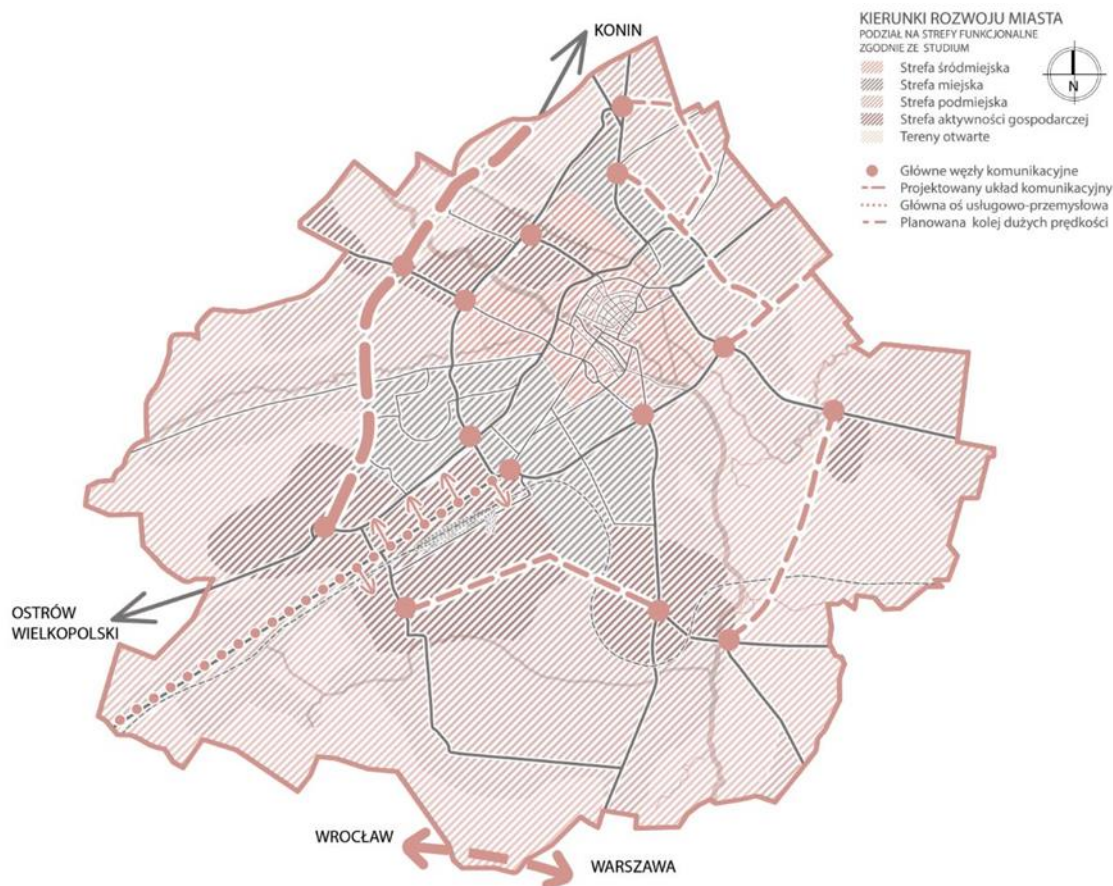 KIERUNKI ROZWOJU MIASTA
PODZIAŁ NA STREFY FUNKCJONALNE
ZGODNIE ZE STUDIUM
Strefa śródmiejska
Strefa miejska
Strefa podmiejska
Strefa aktywności gospodarczej
Tereny otwarte
N
Główne węzły komunikacyjne
Projektowany układ komunikacyjny
Główna oś usługowo-przemysłowa
Planowana kolej dużych prędkości
KONIN
OSTRÓW
WIELKOPOLSKI
WROCŁAW
WARSZAWA